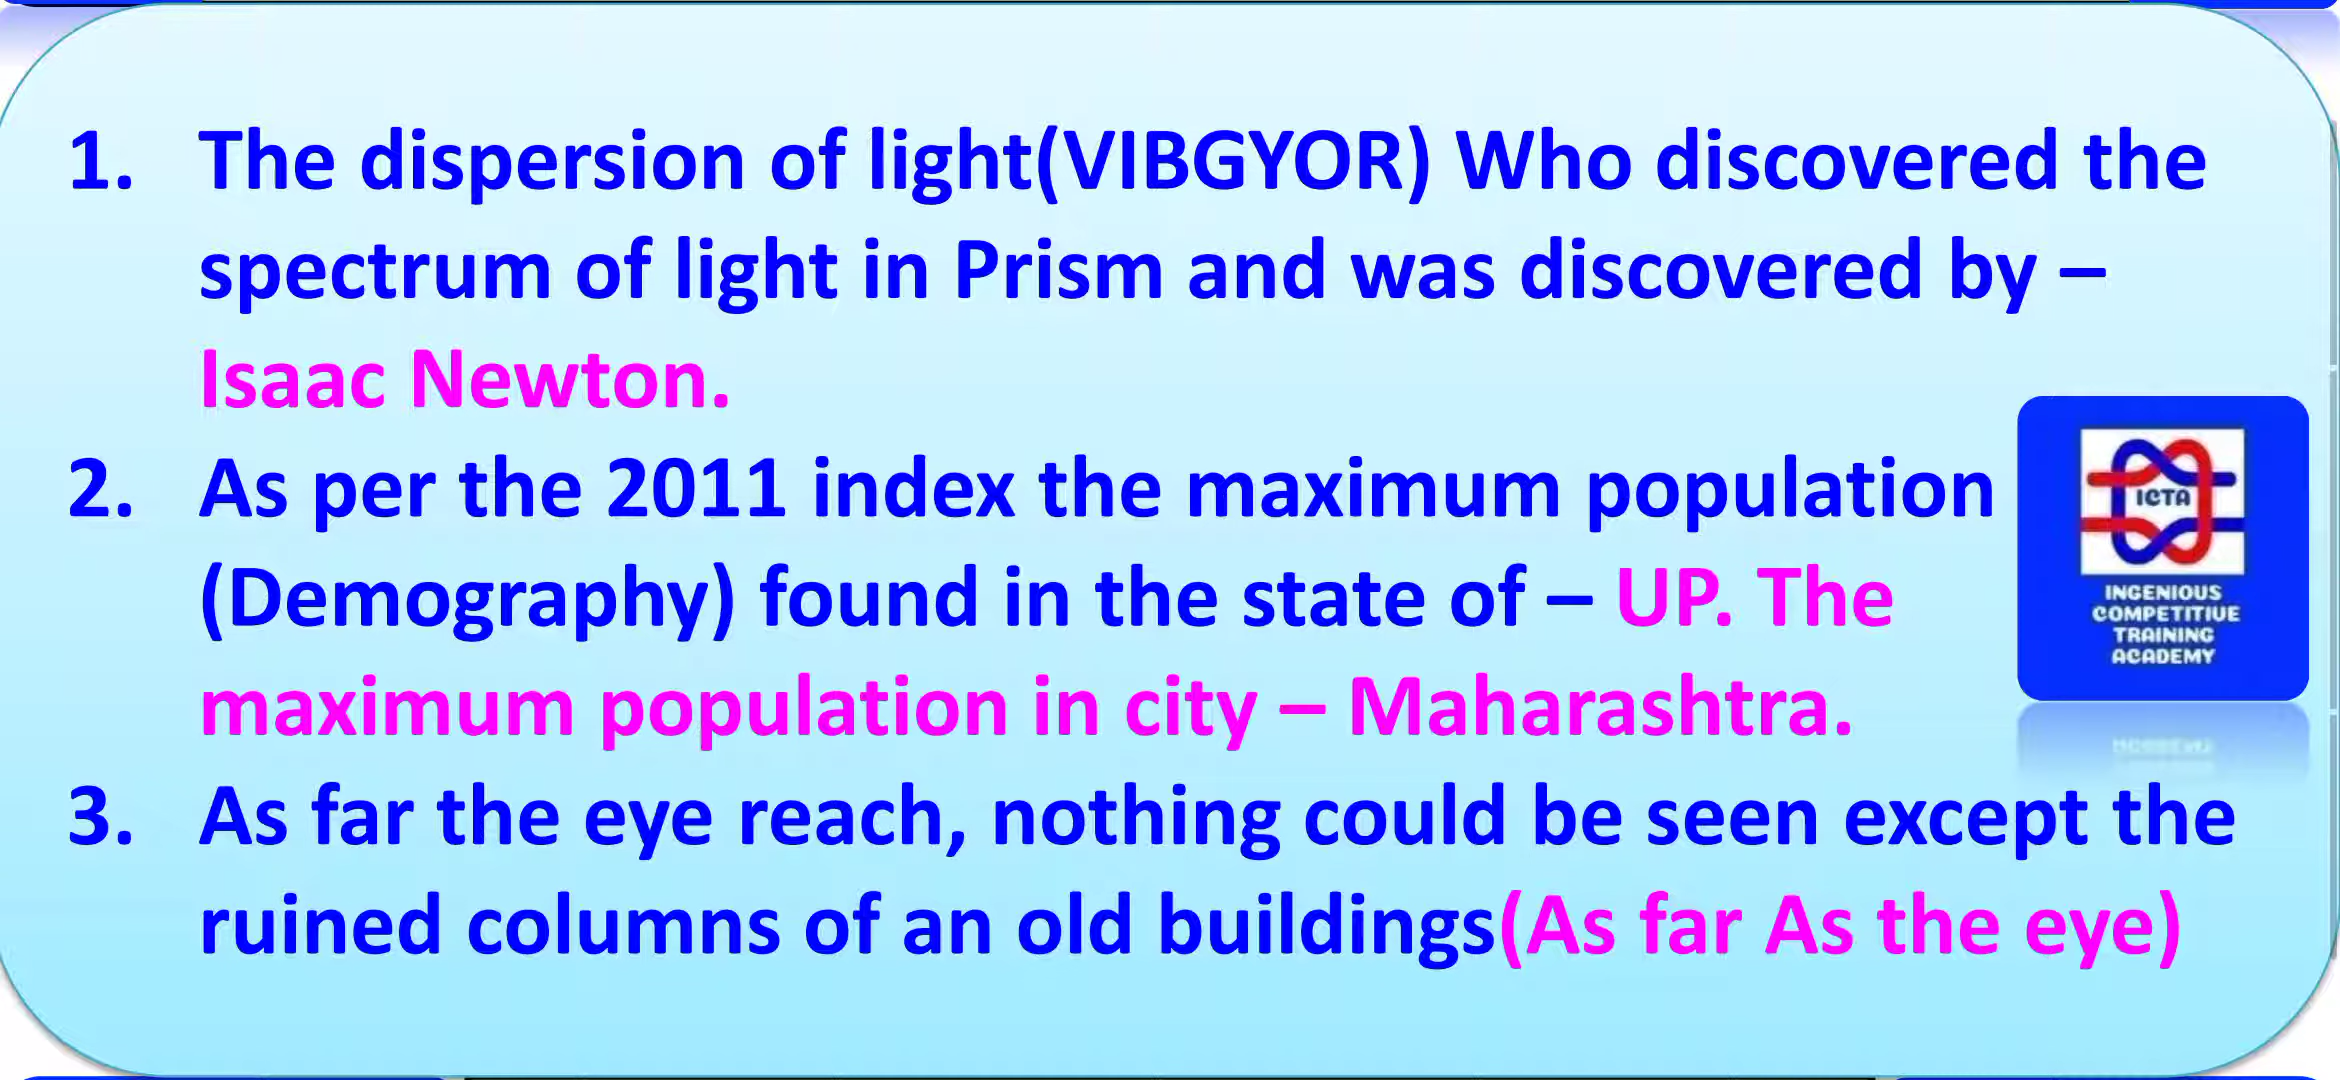 1. The dispersion of light(VIBGYOR) Who discovered the
spectrum of light in Prism and was discovered by –
Isaac Newton.
2. As per the 2011 index the maximum population
(Demography) found in the state of – UP. The
maximum population in city – Maharashtra.
3. As far the eye reach, nothing could be seen except the
ruined columns of an old buildings(As far As the eye)
ICTA
INGENIOUS
COMPETITIVE
TRAINING
ACADEMY